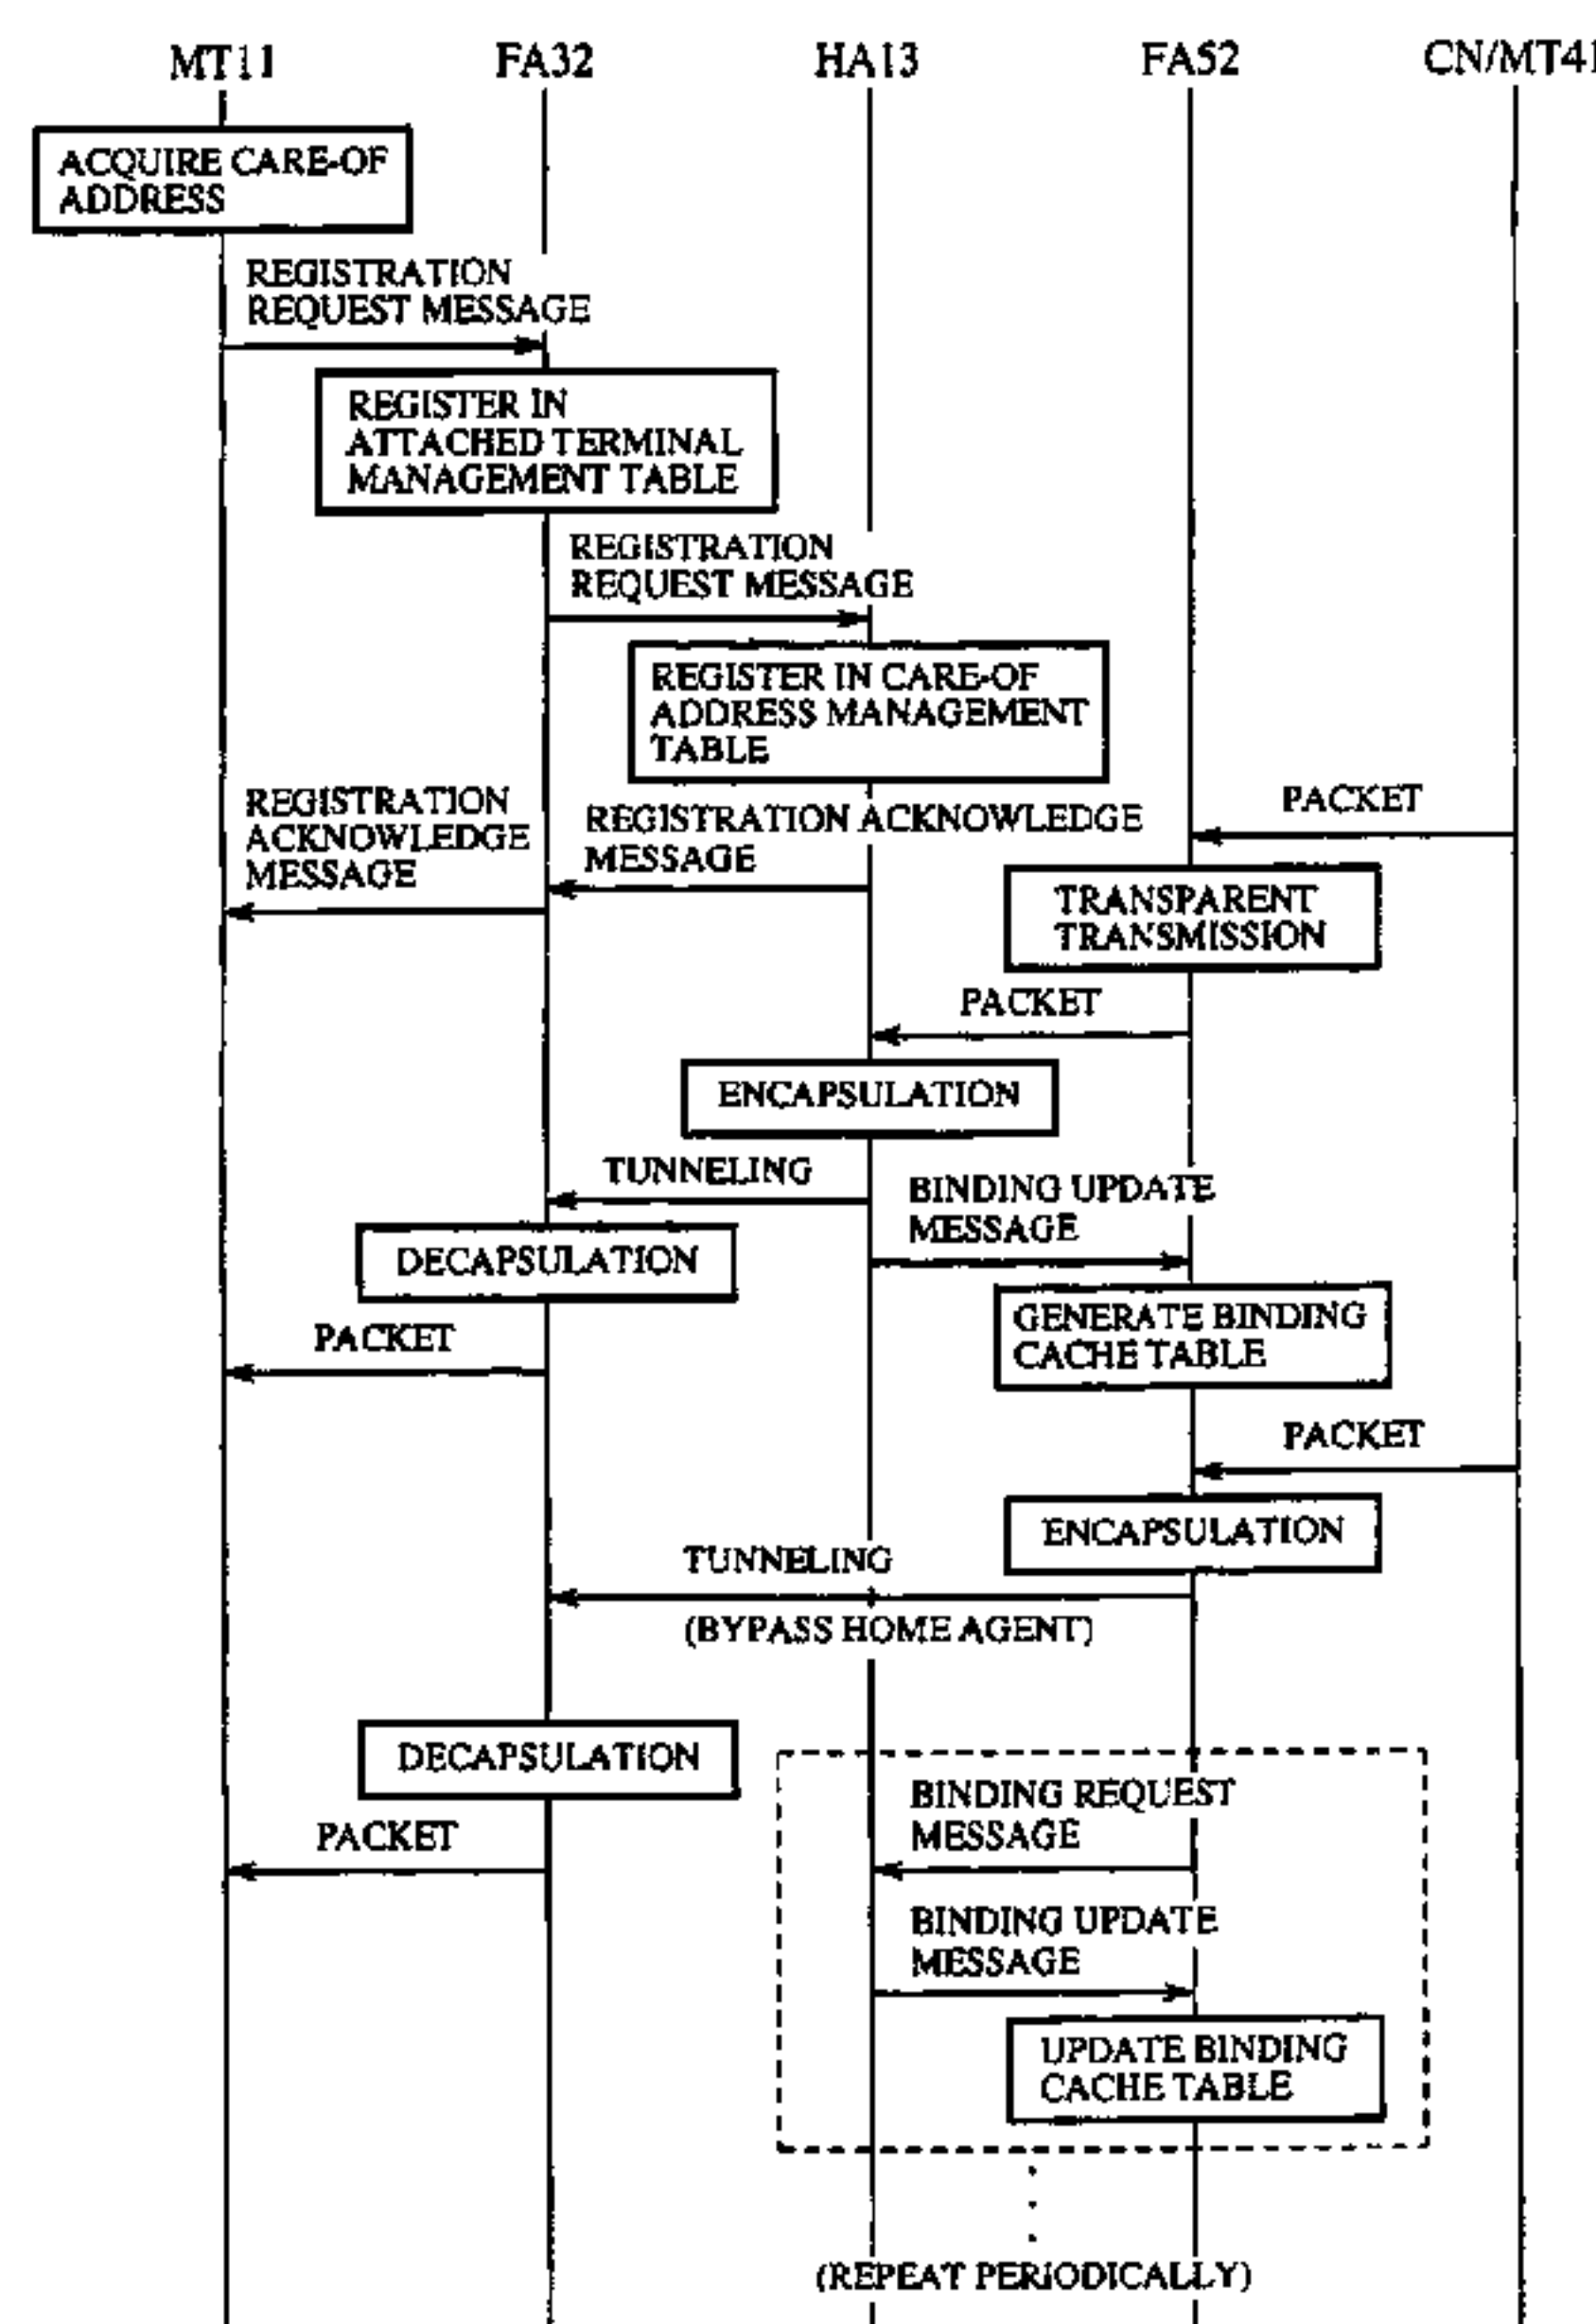 MT11 FA32 HA13 FA52 CN/MT41
ACQUIRE CARE-OF
ADDRESS
REGISTRATION
REQUEST MESSAGE
REGISTER IN
ATTACHED TERMINAL
MANAGEMENT TABLE
REGISTRATION
REQUEST MESSAGE
REGISTER IN CARE-OF
ADDRESS MANAGEMENT
TABLE
REGISTRATION
ACKNOWLEDGE
MESSAGE
REGISTRATION ACKNOWLEDGE
MESSAGE
PACKET
TRANSPARENT
TRANSMISSION
PACKET
ENCAPSULATION
TUNNELING
BINDING UPDATE
MESSAGE
DECAPSULATION
GENERATE BINDING
CACHE TABLE
PACKET
PACKET
ENCAPSULATION
TUNNELING
(BYPASS HOME AGENT)
DECAPSULATION
BINDING REQUEST
MESSAGE
PACKET
BINDING UPDATE
MESSAGE
UPDATE BINDING
CACHE TABLE
(REPEAT PERIODICALLY)